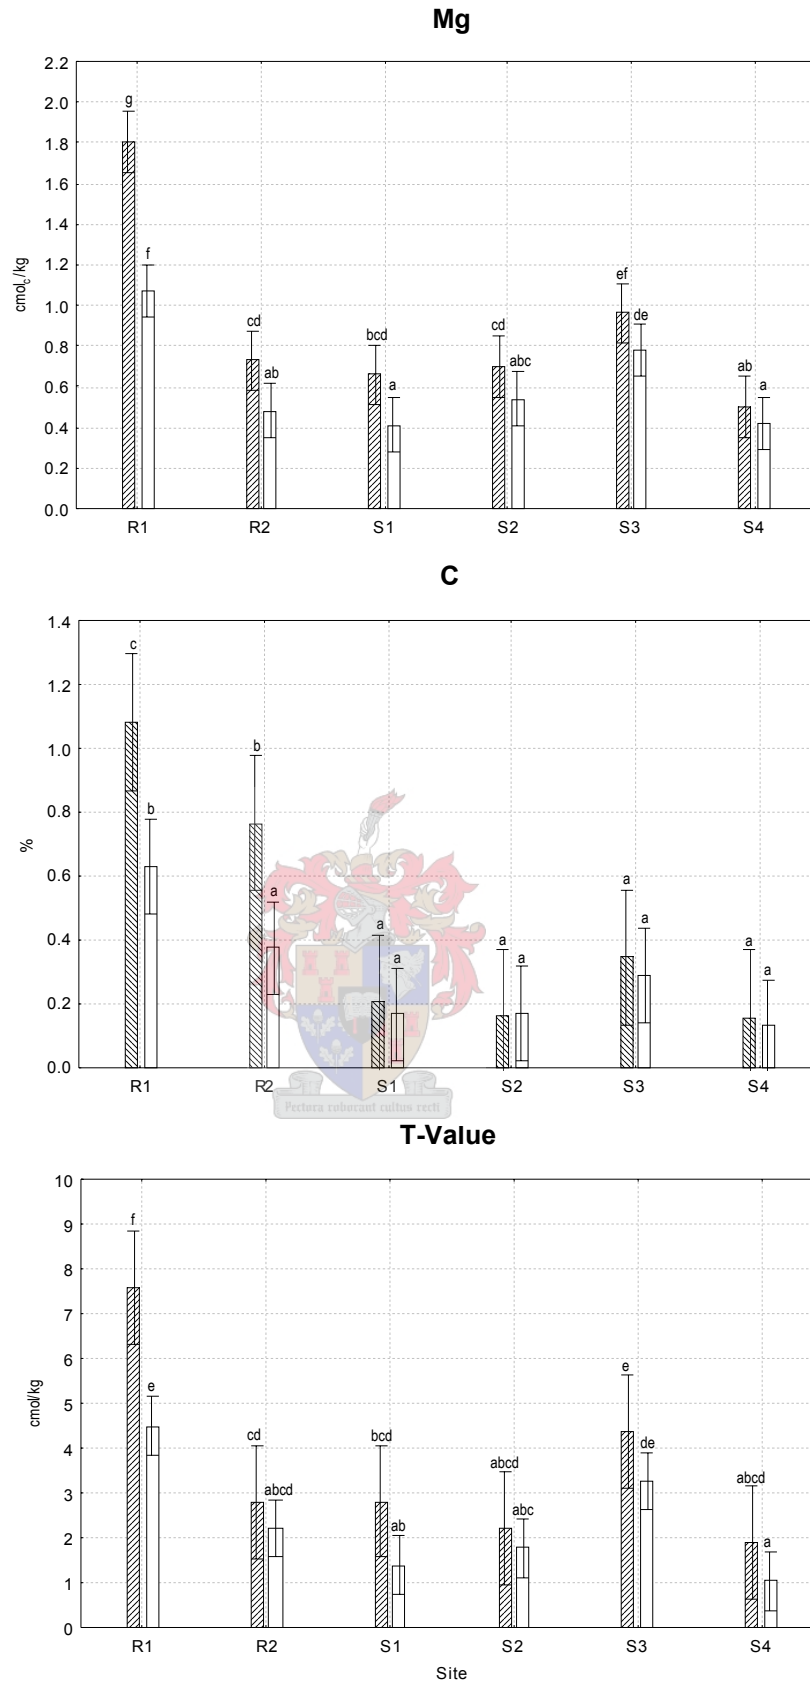 Mg
2.2
2.0
1.8
1.6
1.4
1.2
1.0
0.8
0.6
0.4
0.2
0.0
cmolc/kg
g
f
cd
ab
bcd
a
cd
abc
ef
de
ab
a
R1 R2 S1 S2 S3 S4
C
1.4
1.2
1.0
0.8
0.6
0.4
0.2
0.0
%
c
b
b
a
a
a
a
a
a
a
a
a
R1 R2 S1 S2 S3 S4
Pectora roborant cultus recti
T-Value
10
9
8
7
6
5
4
3
2
1
0
cmol/kg
f
e
cd
abcd
bcd
ab
abcd
abc
e
de
abcd
a
R1 R2 S1 S2 S3 S4
Site